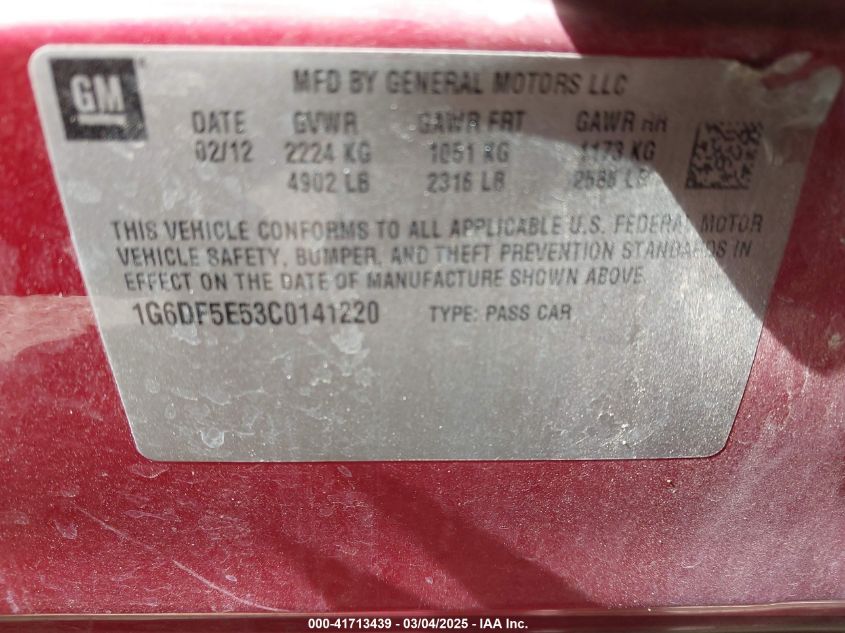 GM
MFD BY GENERAL MOTORS LLC
DATE GVWR GAWR FRT GAWR RR
02/12 2224 KG 1051 KG 1173 KG
4902 LB 2316 LB 2586 LB
THIS VEHICLE CONFORMS TO ALL APPLICABLE U.S. FEDERAL MOTOR
VEHICLE SAFETY, BUMPER, AND THEFT PREVENTION STANDARDS IN
EFFECT ON THE DATE OF MANUFACTURE SHOWN ABOVE.
1G6DF5E53C0141220 TYPE: PASS CAR
000-41713439 - 03/04/2025 - IAA Inc.